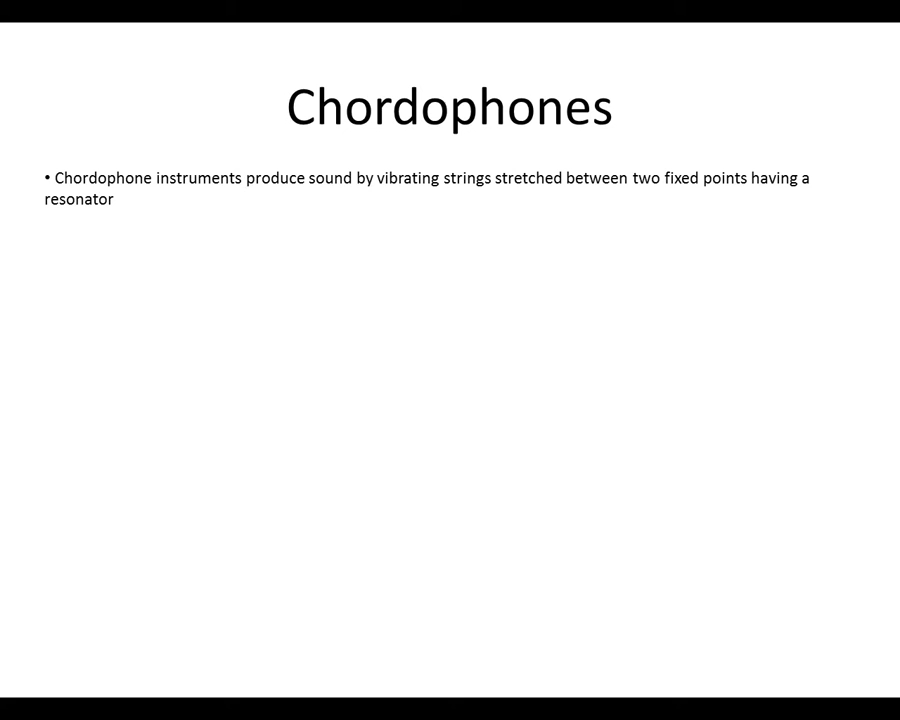 Chordophones
• Chordophone instruments produce sound by vibrating strings stretched between two fixed points having a
resonator